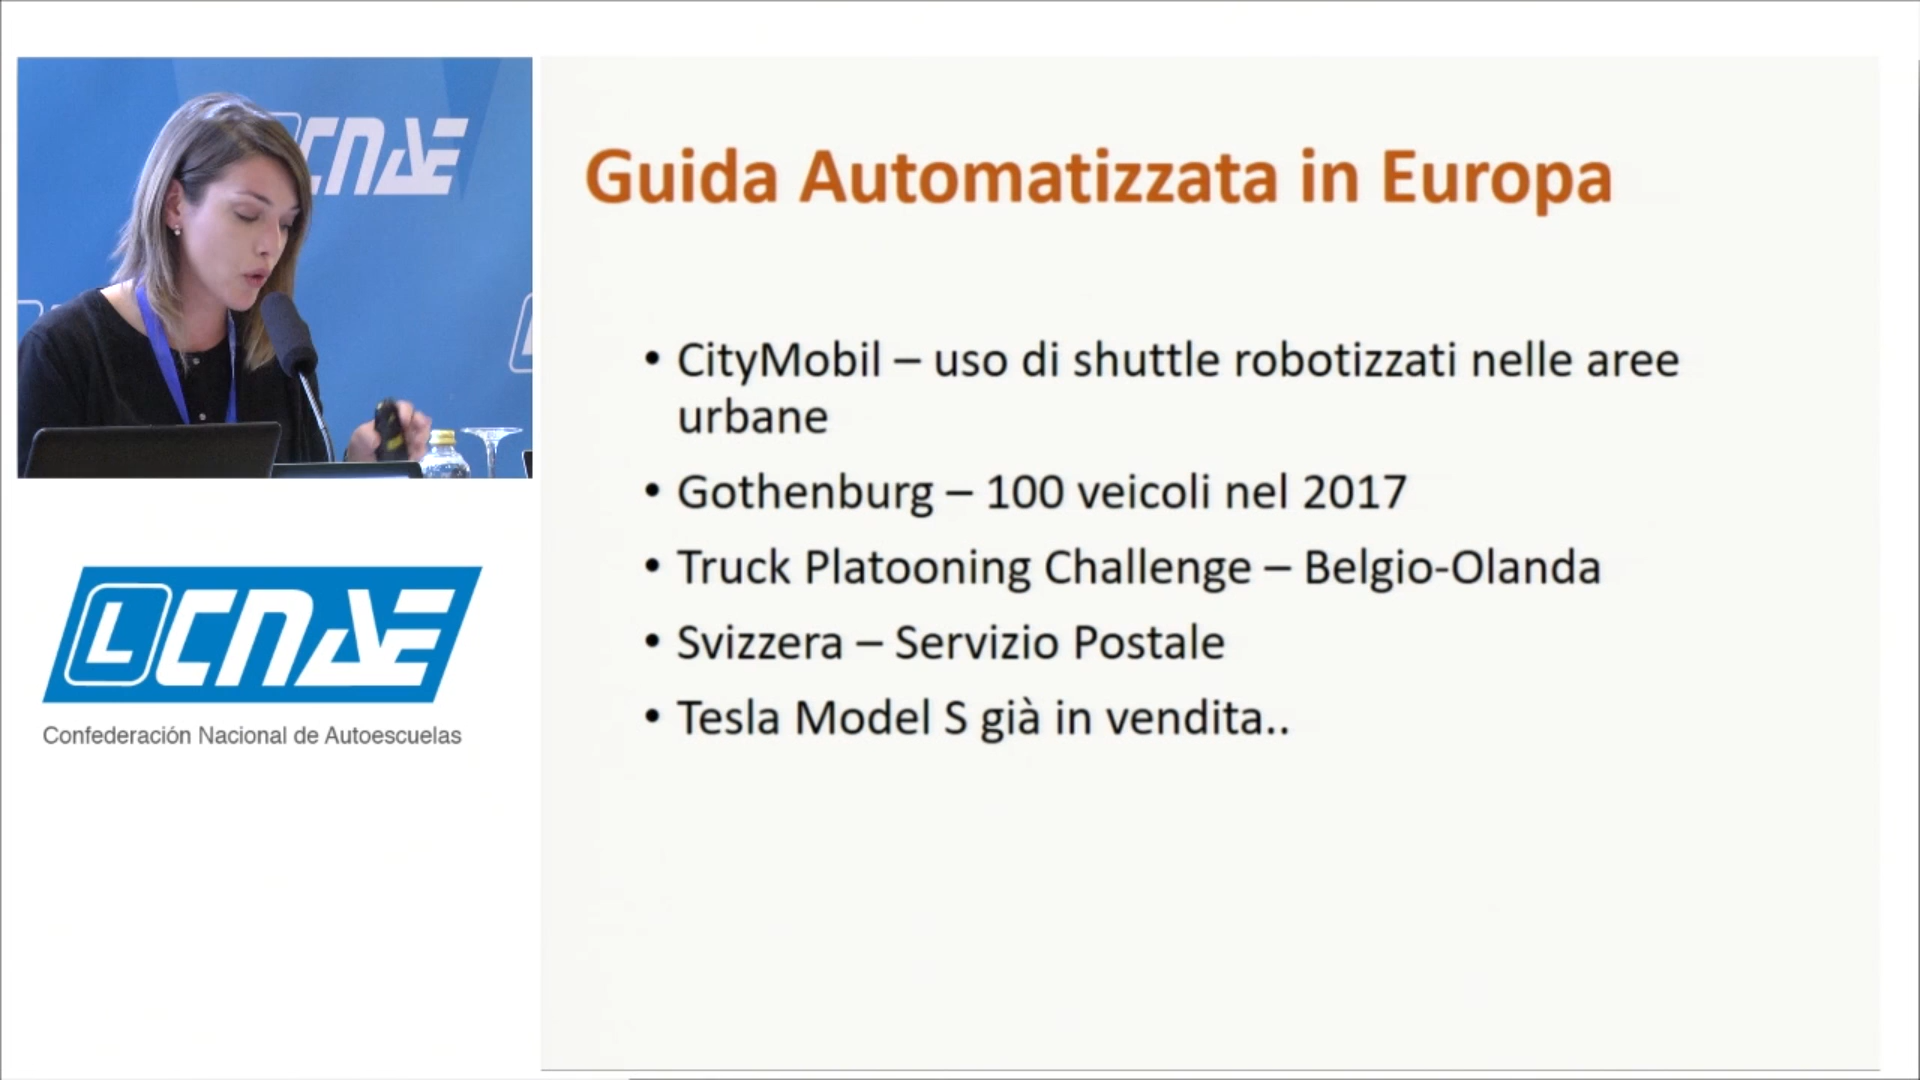 CNAE
Guida Automatizzata in Europa
• CityMobil – uso di shuttle robotizzati nelle aree
urbane
• Gothenburg – 100 veicoli nel 2017
• Truck Platooning Challenge – Belgio-Olanda
• Svizzera – Servizio Postale
• Tesla Model S già in vendita..
L CNAE
Confederación Nacional de Autoescuelas